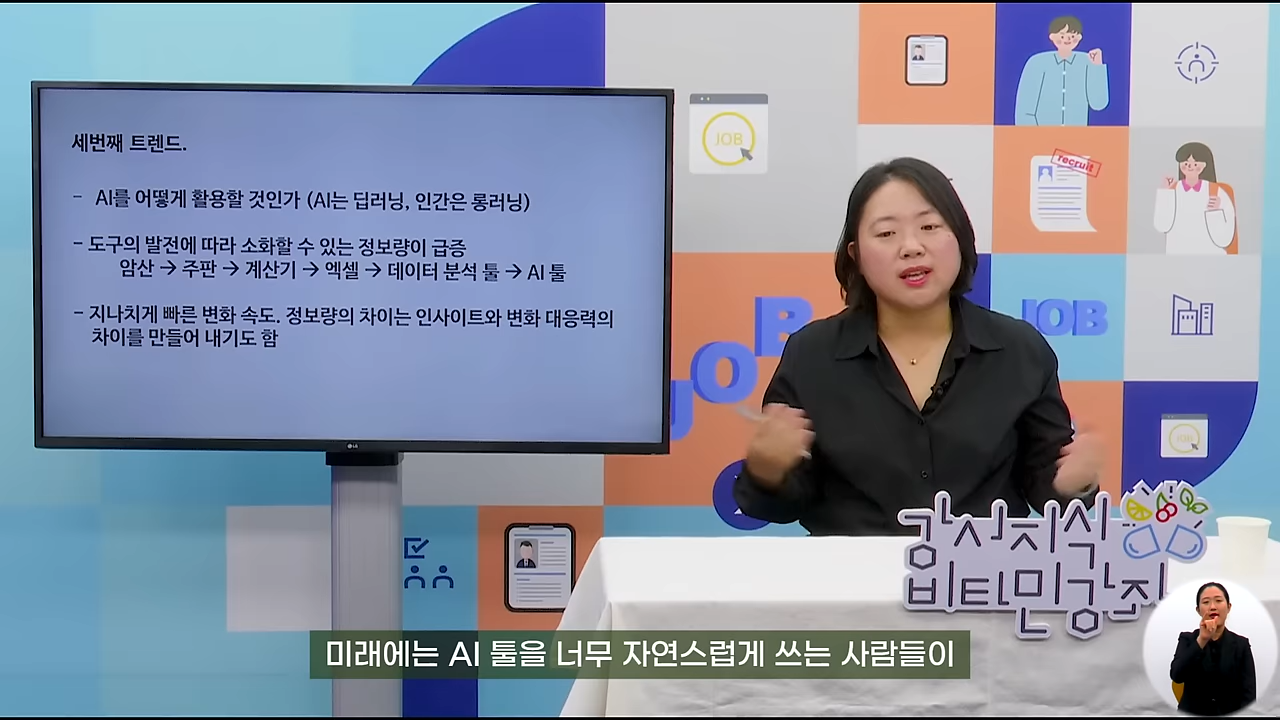 세번째 트렌드.
- AI를 어떻게 활용할 것인가 (AI는 딥러닝, 인간은 롱러닝)
- 도구의 발전에 따라 소화할 수 있는 정보량이 급증
암산 → 주판 → 계산기 → 엑셀 → 데이터 분석 툴 → AI 툴
- 지나치게 빠른 변화 속도. 정보량의 차이는 인사이트와 변화 대응력의
차이를 만들어 내기도 함
LG
JOB
recruit
JOB
JOB
JOB
강사지식
비타민강좌
미래에는 AI 툴을 너무 자연스럽게 쓰는 사람들이